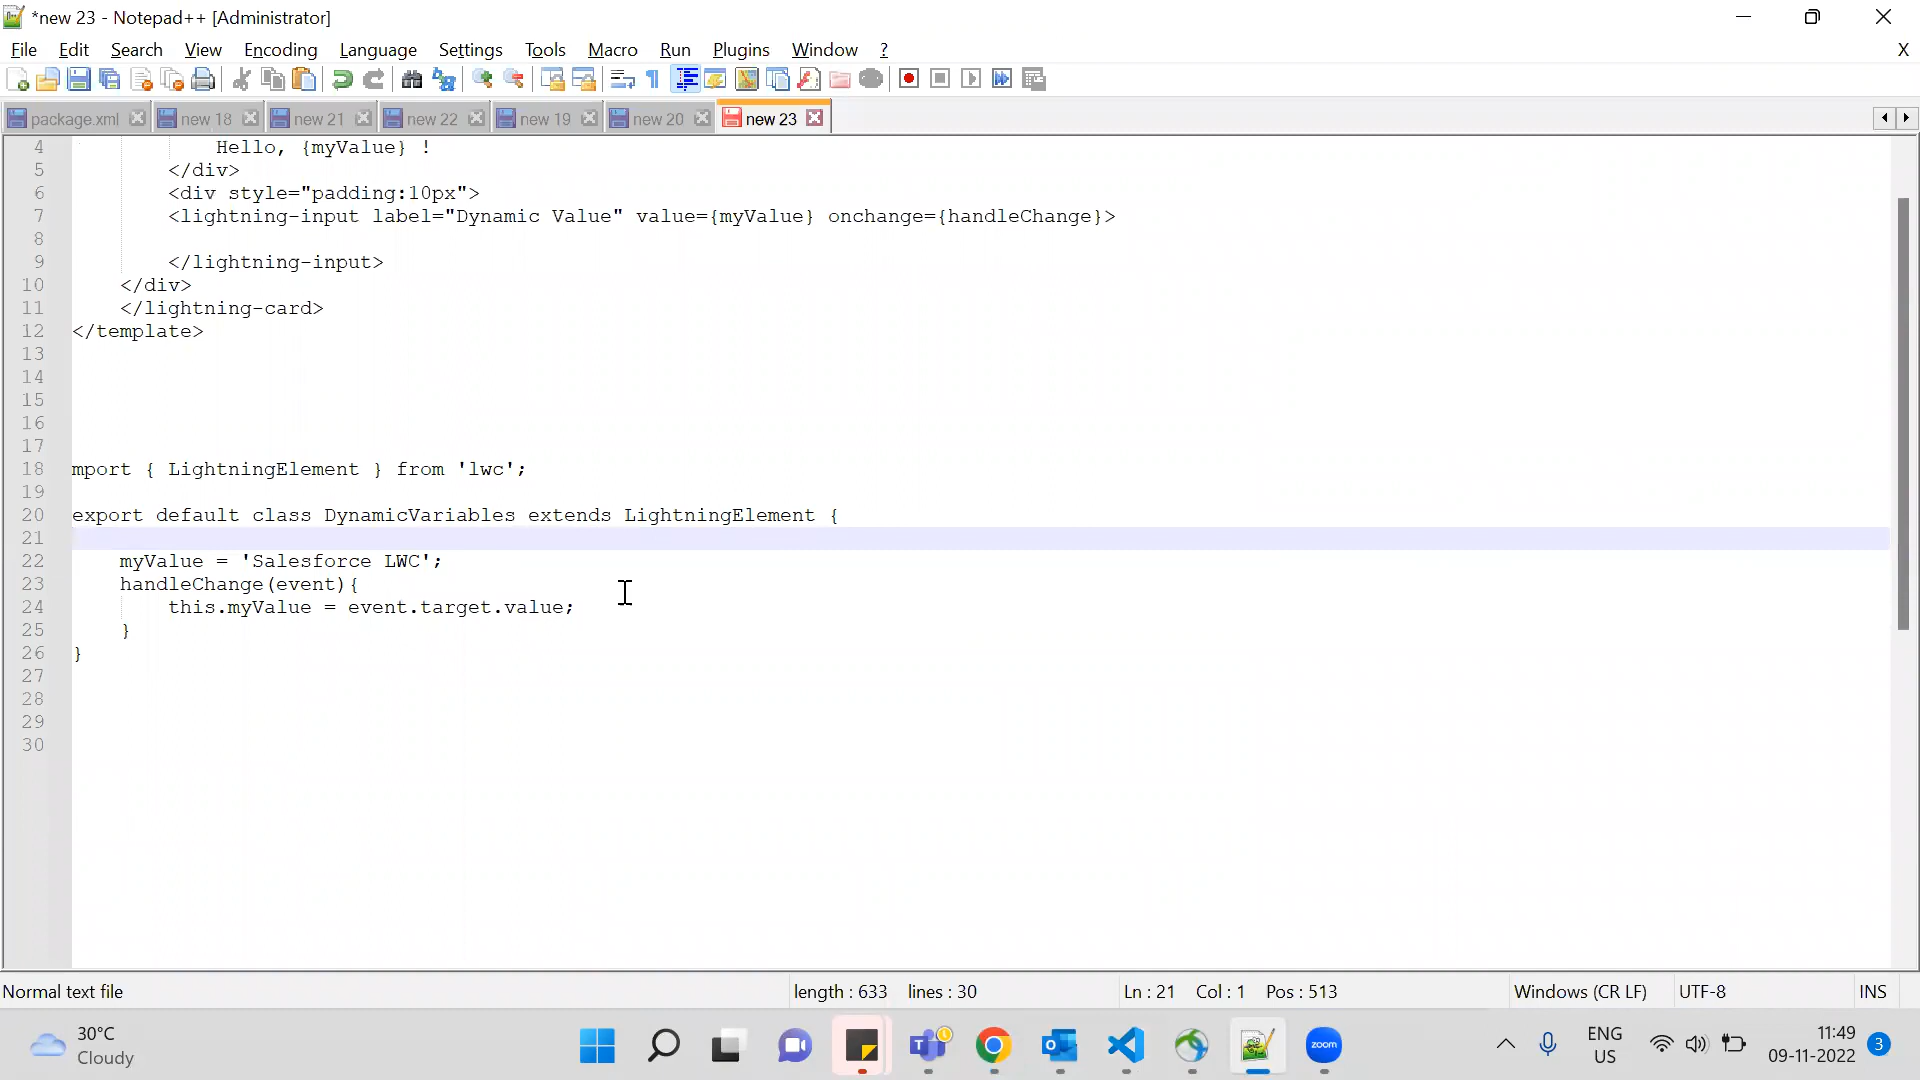 *new 23 - Notepad++ [Administrator]
File Edit Search View Encoding Language Settings Tools Macro Run Plugins Window ? X
package.xml new 18 new 21 new 22 new 19 new 20 new 23
4 Hello, {myValue} !
5 </div>
6 <div style="padding:10px">
7 <lightning-input label="Dynamic Value" value={myValue} onchange={handleChange}>
8
9 </lightning-input>
10 </div>
11 </lightning-card>
12 </template>
13
14
15
16
17
18 mport { LightningElement } from 'lwc';
19
20 export default class DynamicVariables extends LightningElement {
21
22 myValue = 'Salesforce LWC';
23 handleChange(event){
24 this.myValue = event.target.value;
25 }
26 }
27
28
29
30
Normal text file length : 633 lines : 30 Ln : 21 Col : 1 Pos : 513 Windows (CR LF) UTF-8 INS
30°C
Cloudy
zoom
ENG
US
11:49
09-11-2022
3